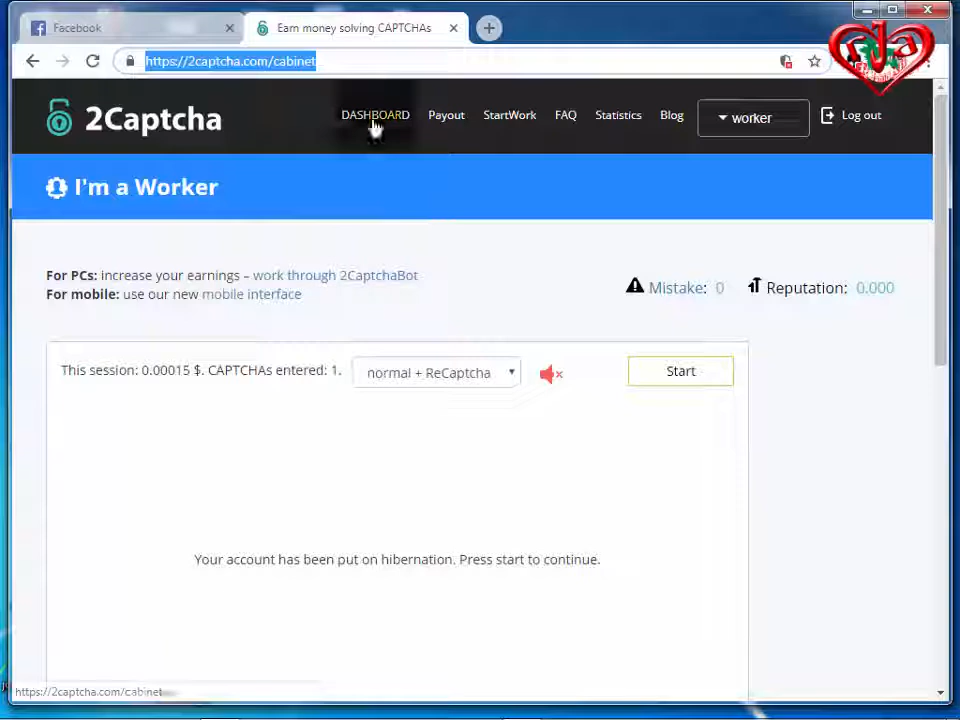 Facebook
Earn money solving CAPTCHAs
https://2captcha.com/cabinet
2Captcha
DASHBOARD Payout StartWork FAQ Statistics Blog worker Log out
I'm a Worker
For PCs: increase your earnings – work through 2CaptchaBot
For mobile: use our new mobile interface
Mistake: 0 Reputation: 0.000
This session: 0.00015 $. CAPTCHAs entered: 1. normal + ReCaptcha Start
Your account has been put on hibernation. Press start to continue.
https://2captcha.com/cabinet